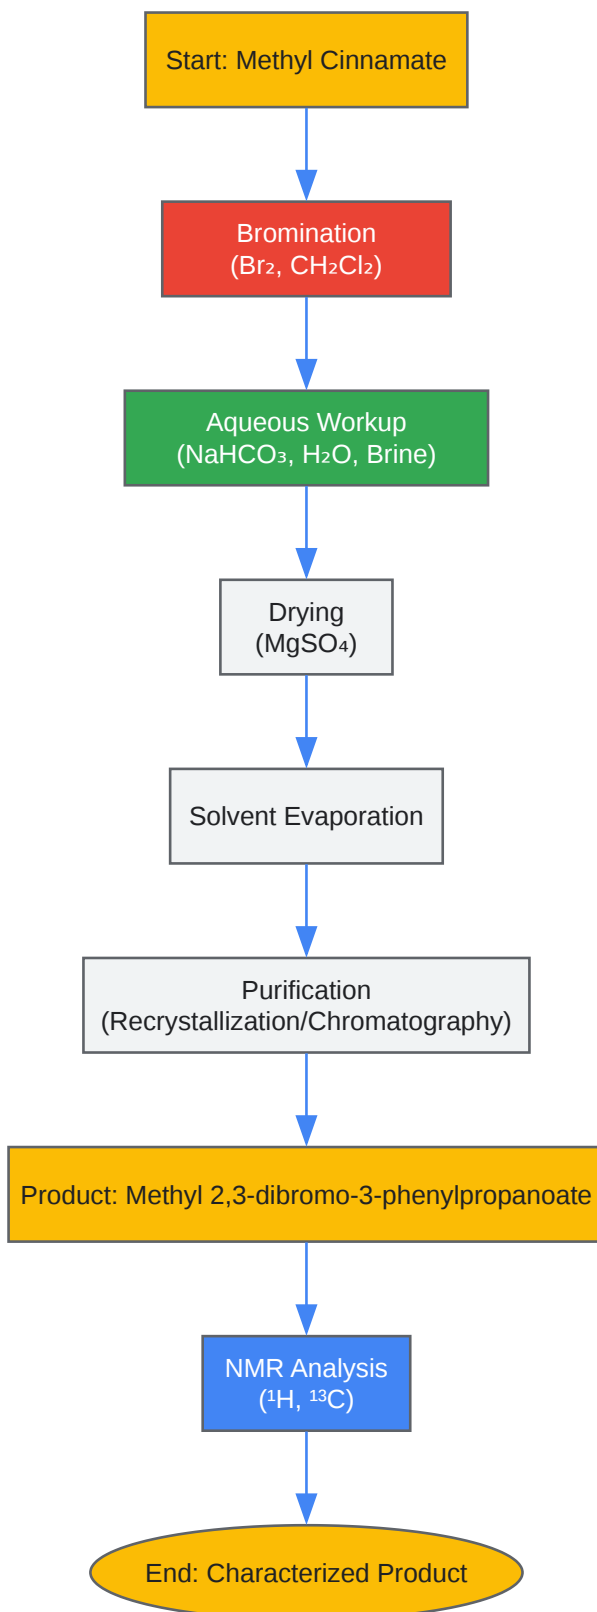 Start: Methyl Cinnamate
Bromination
(Br₂, CH₂Cl₂)
Aqueous Workup
(NaHCO₃, H₂O, Brine)
Drying
(MgSO₄)
Solvent Evaporation
Purification
(Recrystallization/Chromatography)
Product: Methyl 2,3-dibromo-3-phenylpropanoate
NMR Analysis
(¹H, ¹³C)
End: Characterized Product